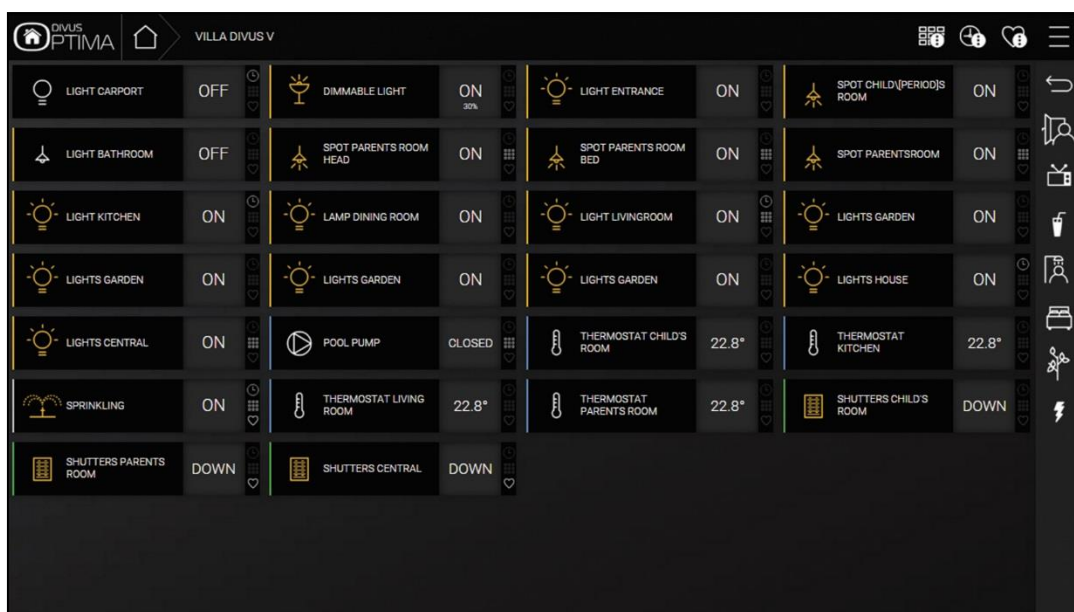 DIVUS
OPTIMA
VILLA DIVUS V
LIGHT CARPORT
OFF
DIMMABLE LIGHT
ON
30%
LIGHT ENTRANCE
ON
SPOT CHILD\[PERIOD]S
ROOM
ON
LIGHT BATHROOM
OFF
SPOT PARENTS ROOM
HEAD
ON
SPOT PARENTS ROOM
BED
ON
SPOT PARENTSROOM
ON
LIGHT KITCHEN
ON
LAMP DINING ROOM
ON
LIGHT LIVINGROOM
ON
LIGHTS GARDEN
ON
LIGHTS GARDEN
ON
LIGHTS GARDEN
ON
LIGHTS GARDEN
ON
LIGHTS HOUSE
ON
LIGHTS CENTRAL
ON
POOL PUMP
CLOSED
THERMOSTAT CHILD'S
ROOM
22.8°
THERMOSTAT
KITCHEN
22.8°
SPRINKLING
ON
THERMOSTAT LIVING
ROOM
22.8°
THERMOSTAT
PARENTS ROOM
22.8°
SHUTTERS CHILD'S
ROOM
DOWN
SHUTTERS PARENTS
ROOM
DOWN
SHUTTERS CENTRAL
DOWN